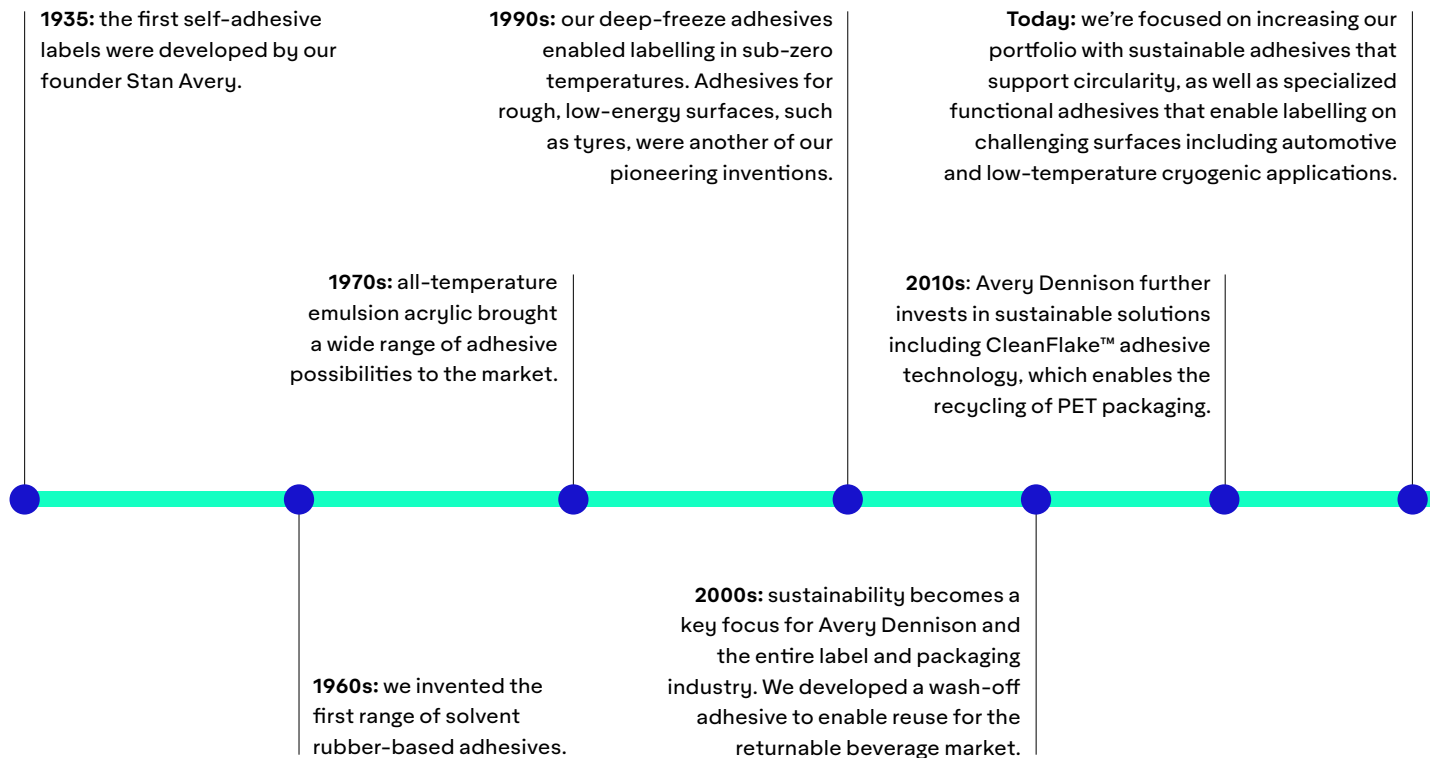 1935: the first self-adhesive
labels were developed by our
founder Stan Avery.
1960s: we invented the
first range of solvent
rubber-based adhesives.
1970s: all-temperature
emulsion acrylic brought
a wide range of adhesive
possibilities to the market.
1990s: our deep-freeze adhesives
enabled labelling in sub-zero
temperatures. Adhesives for
rough, low-energy surfaces, such
as tyres, were another of our
pioneering inventions.
2000s: sustainability becomes a
key focus for Avery Dennison and
the entire label and packaging
industry. We developed a wash-off
adhesive to enable reuse for the
returnable beverage market.
2010s: Avery Dennison further
invests in sustainable solutions
including CleanFlake™ adhesive
technology, which enables the
recycling of PET packaging.
Today: we're focused on increasing our
portfolio with sustainable adhesives that
support circularity, as well as specialized
functional adhesives that enable labelling on
challenging surfaces including automotive
and low-temperature cryogenic applications.